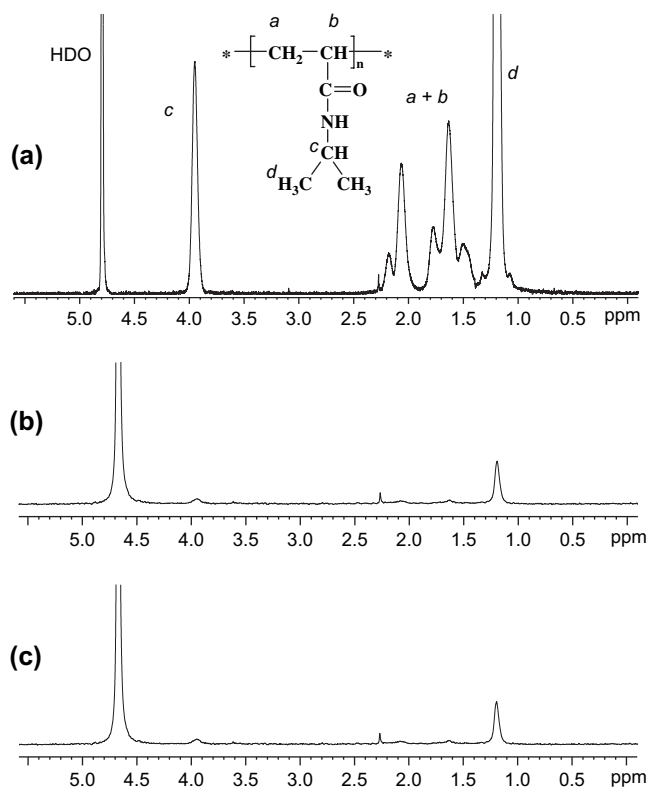 a b
HDO
* [ CH₂ CH ]n *
C=O
NH
c CH
d H₃C CH₃
c
a + b
d
(a)
5.0 4.5 4.0 3.5 3.0 2.5 2.0 1.5 1.0 0.5 ppm
(b)
5.0 4.5 4.0 3.5 3.0 2.5 2.0 1.5 1.0 0.5 ppm
(c)
5.0 4.5 4.0 3.5 3.0 2.5 2.0 1.5 1.0 0.5 ppm